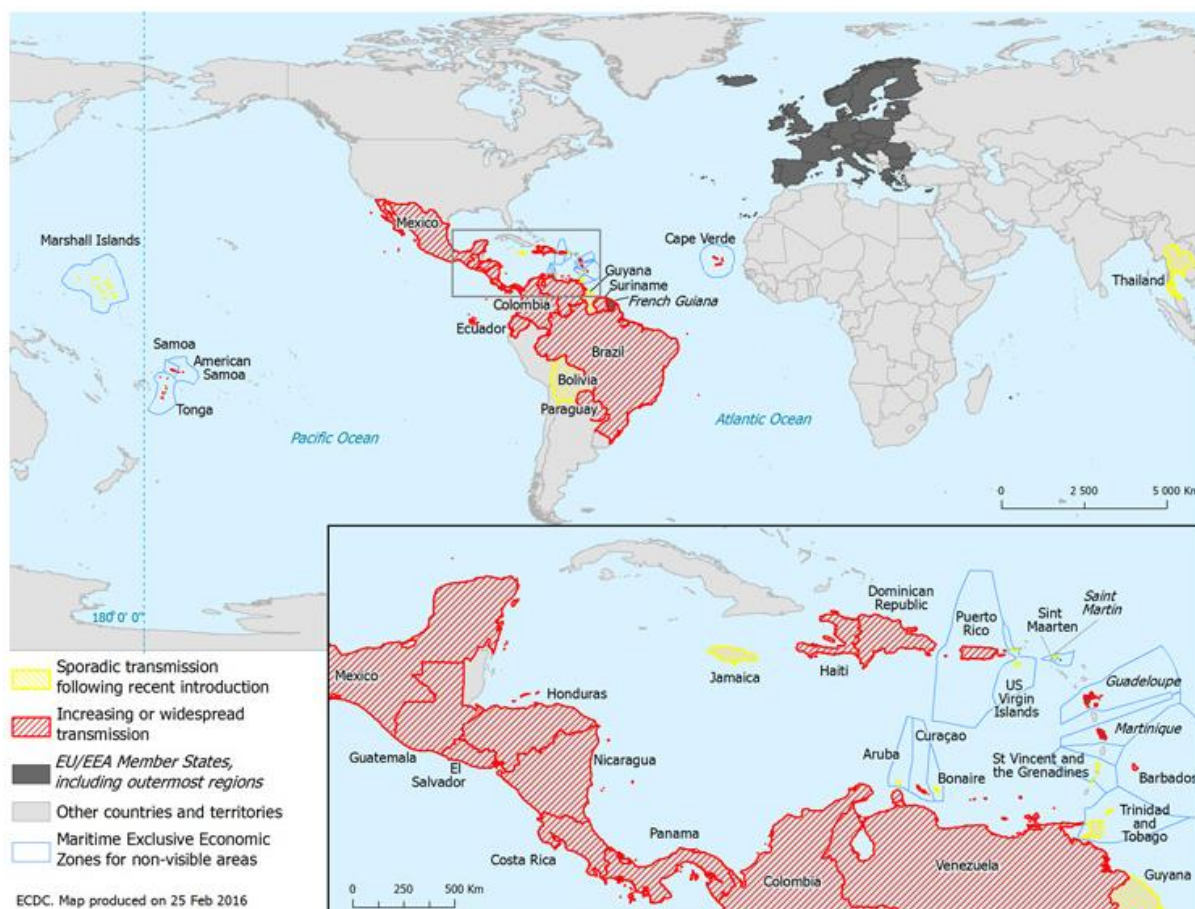 Marshall Islands
Samoa
American
Samoa
Tonga
Mexico
Cape Verde
Guyana
Suriname
French Guiana
Colombia
Ecuador
Brazil
Bolivia
Paraguay
Thailand
Pacific Ocean
Atlantic Ocean
0 2 500 5 000 Km
180° 0' 0"
Sporadic transmission
following recent introduction
Increasing or widespread
transmission
EU/EEA Member States,
including outermost regions
Other countries and territories
Maritime Exclusive Economic
Zones for non-visible areas
ECDC. Map produced on 25 Feb 2016
Dominican
Republic
Puerto
Rico
Sint
Maarten
Saint
Martin
Mexico
Jamaica
Haiti
Honduras
US
Virgin
Islands
Guadeloupe
Martinique
Guatemala
El
Salvador
Nicaragua
Aruba
Curaçao
Bonaire
St Vincent and
the Grenadines
Barbados
Trinidad
and
Tobago
Costa Rica
Panama
Colombia
Venezuela
Guyana
0 250 500 Km